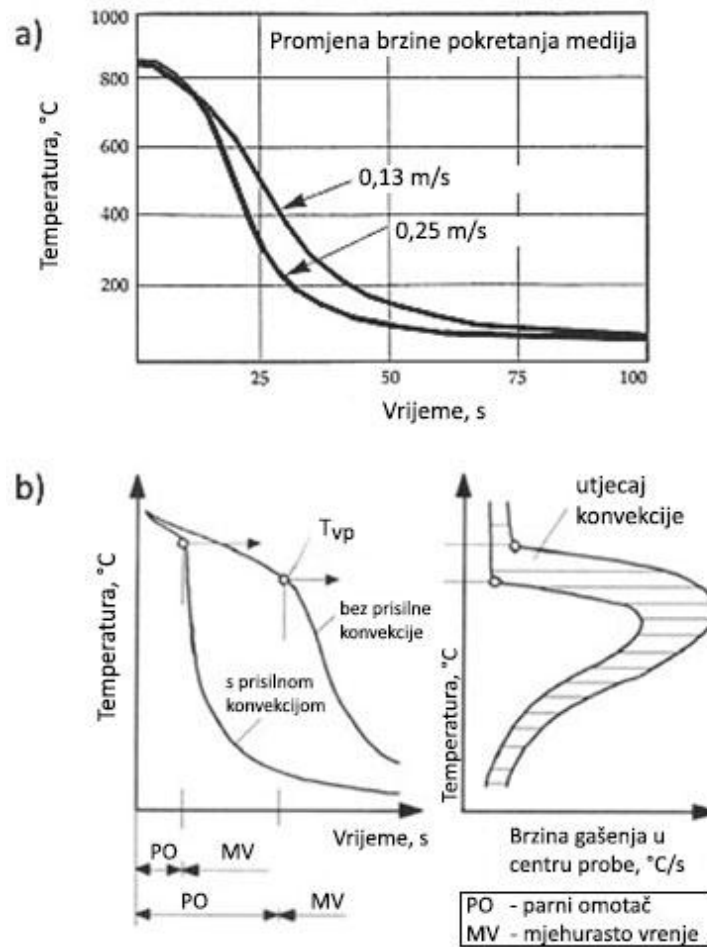 a)
Promjena brzine pokretanja medija
1000
800
600
400
200
Temperatura, °C
0,13 m/s
0,25 m/s
25
50
75
100
Vrijeme, s
b)
Temperatura, °C
T_vp
bez prisilne
konvekcije
s prisilnom
konvekcijom
Vrijeme, s
PO
MV
PO
MV
utjecaj
konvekcije
Temperatura, °C
Brzina gašenja u
centru probe, °C/s
PO - parni omotač
MV - mjehurasto vrenje